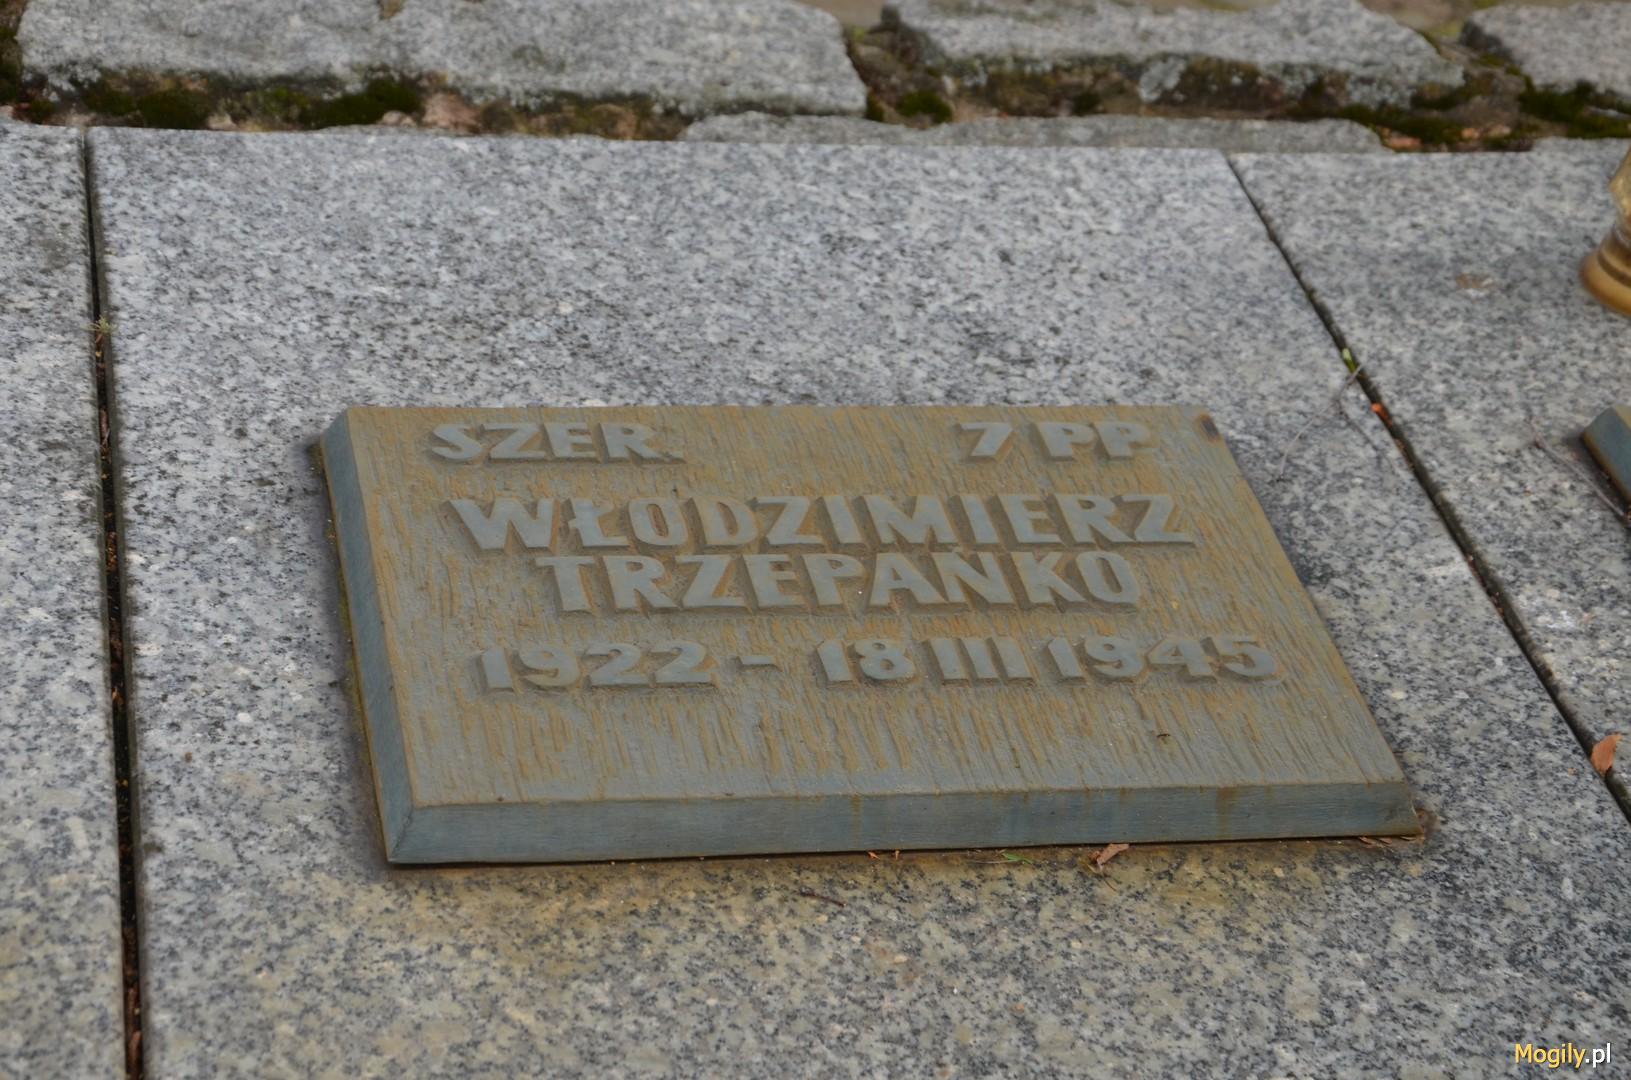 SZER. 7 PP
WŁODZIMIERZ
TRZEPAŃKO
1922 - 18 III 1945
Mogily.pl